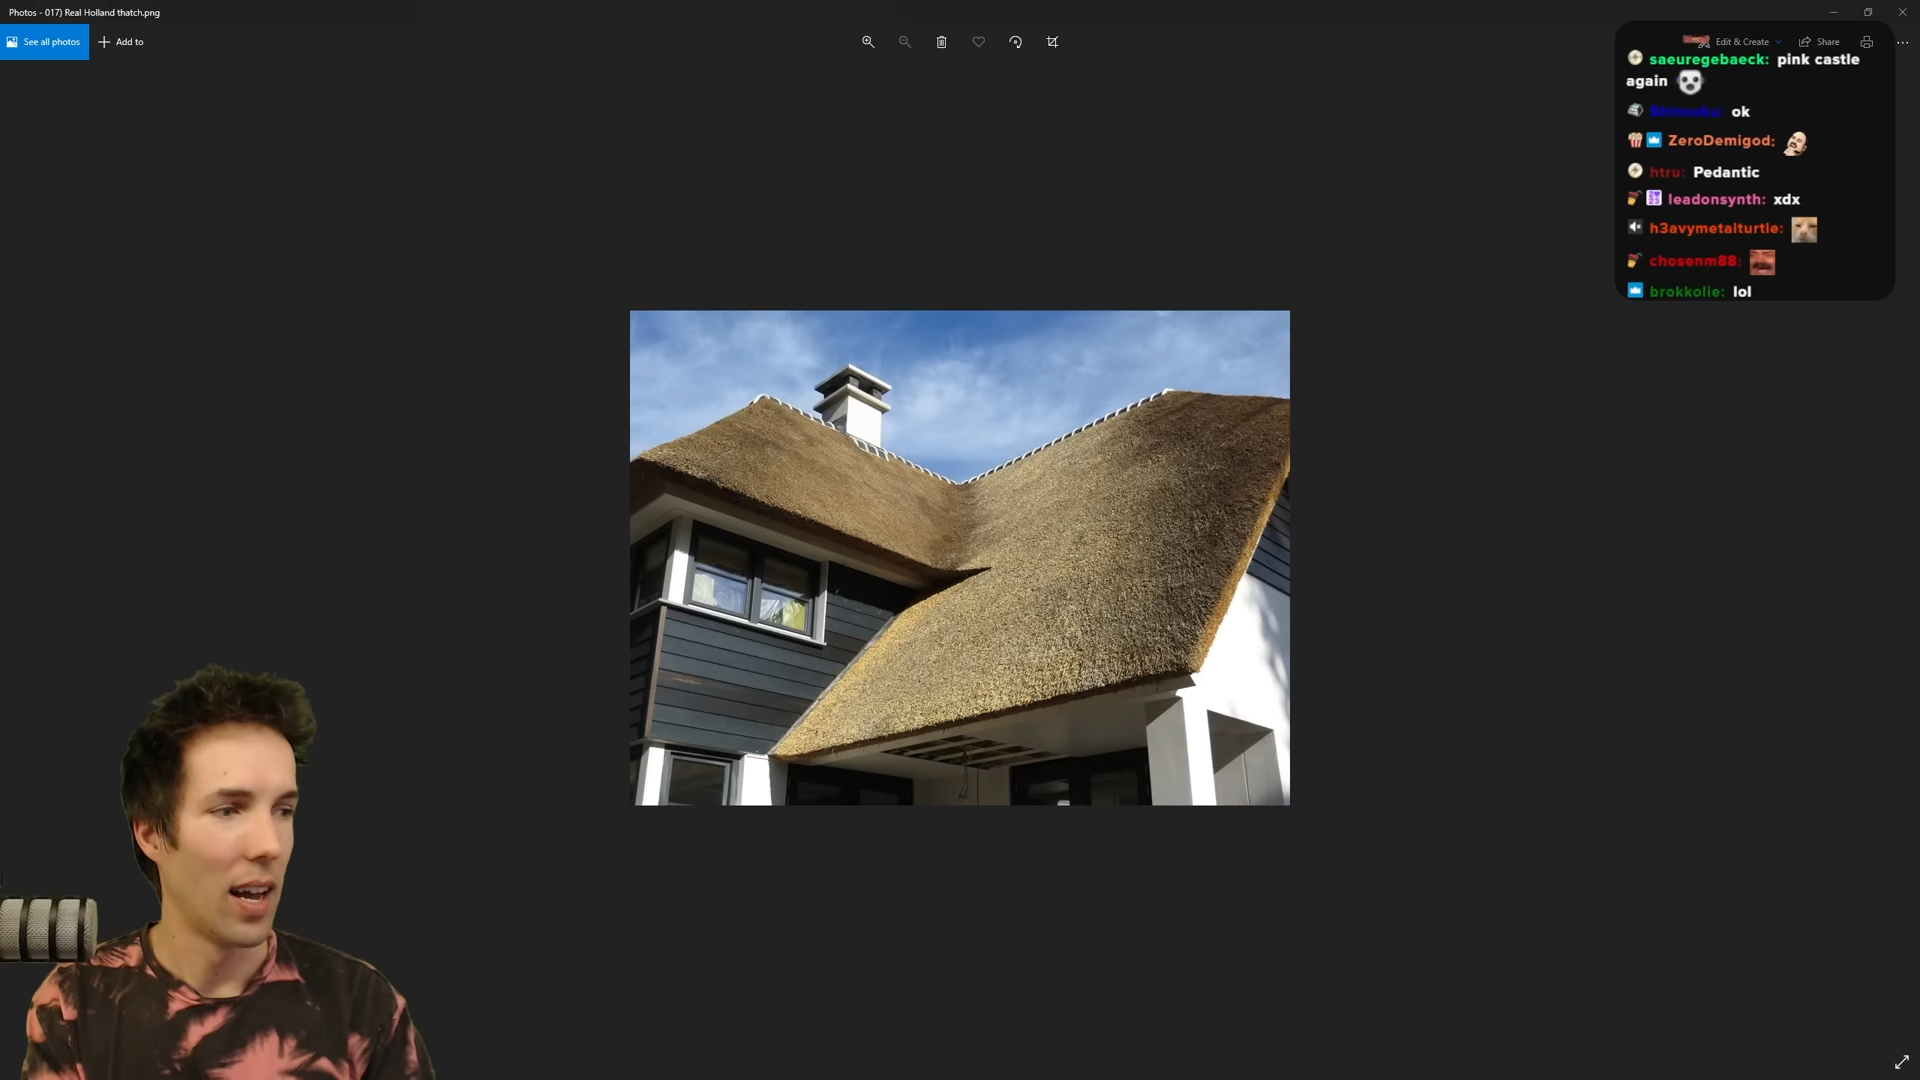 Photos - 017) Real Holland thatch.png
See all photos
Add to
Edit & Create
Share
saeuregebaeck: pink castle
again
Shinsoku: ok
ZeroDemigod:
htru: Pedantic
leadonsynth: xdx
h3avymetalturtle:
chosenm88:
brokkolie: lol